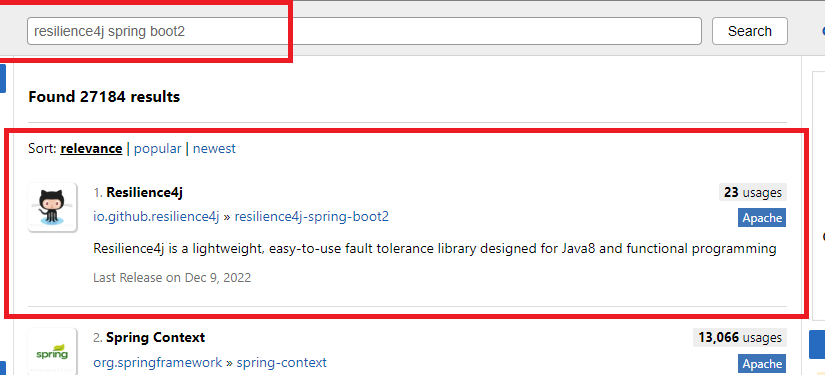 resilience4j spring boot2
Search
Found 27184 results
Sort: relevance | popular | newest
1. Resilience4j
23 usages
io.github.resilience4j » resilience4j-spring-boot2
Apache
Resilience4j is a lightweight, easy-to-use fault tolerance library designed for Java8 and functional programming
Last Release on Dec 9, 2022
2. Spring Context
13,066 usages
spring
org.springframework » spring-context
Apache